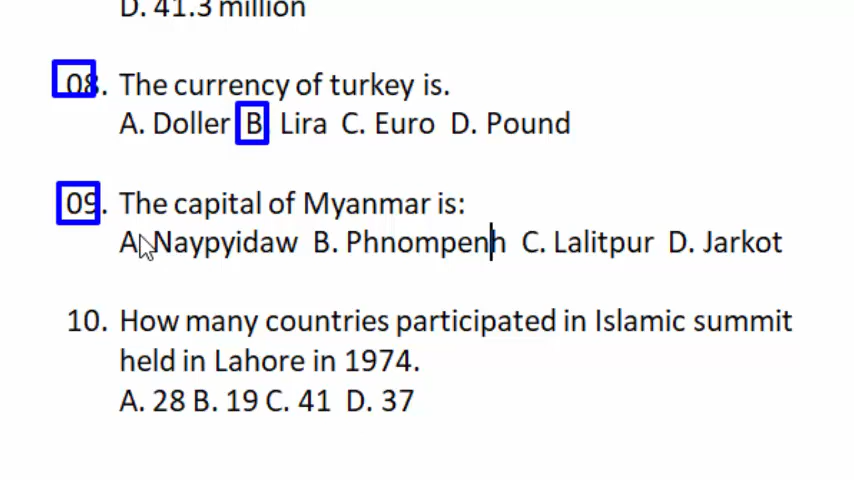 D. 41.3 million
08. The currency of turkey is.
A. Doller B. Lira C. Euro D. Pound
09. The capital of Myanmar is:
A. Naypyidaw B. Phnompenh C. Lalitpur D. Jarkot
10. How many countries participated in Islamic summit
held in Lahore in 1974.
A. 28 B. 19 C. 41 D. 37